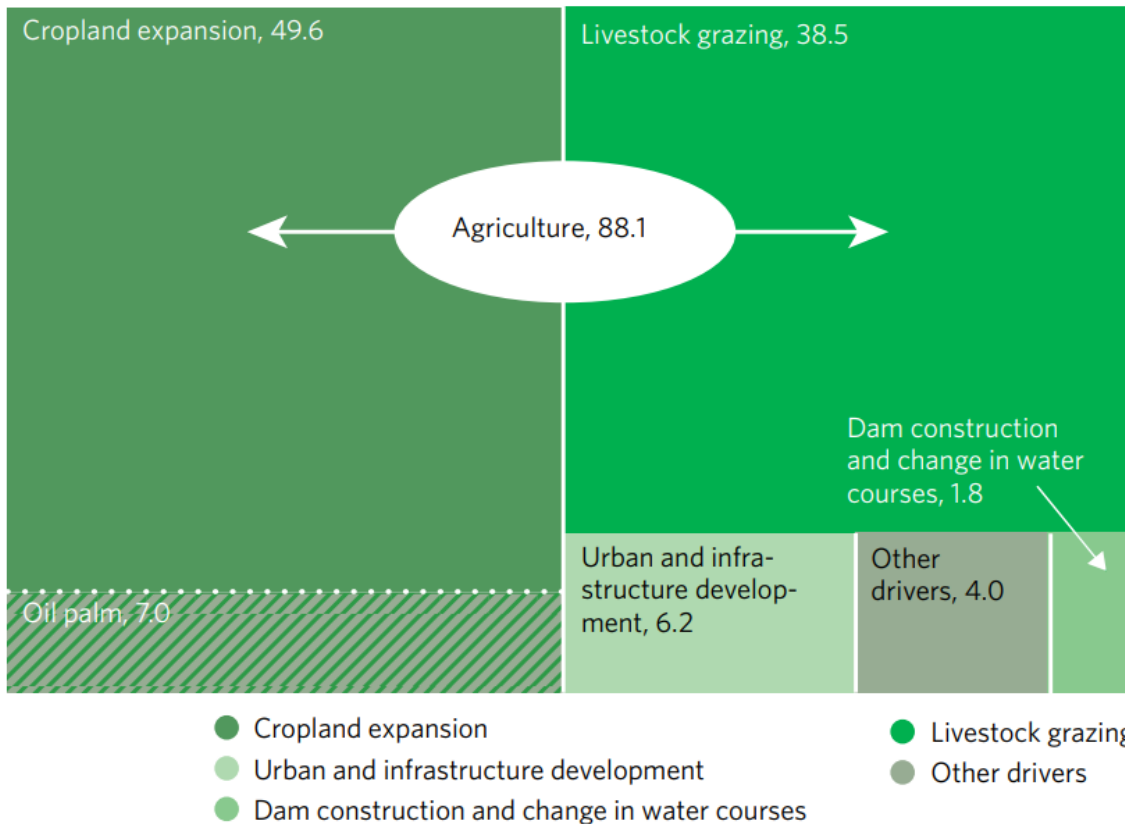 Cropland expansion, 49.6
Livestock grazing, 38.5
Agriculture, 88.1
Dam construction
and change in water
courses, 1.8
Oil palm, 7.0
Urban and infra-
structure develop-
ment, 6.2
Other
drivers, 4.0
Cropland expansion
Urban and infrastructure development
Dam construction and change in water courses
Livestock grazing
Other drivers